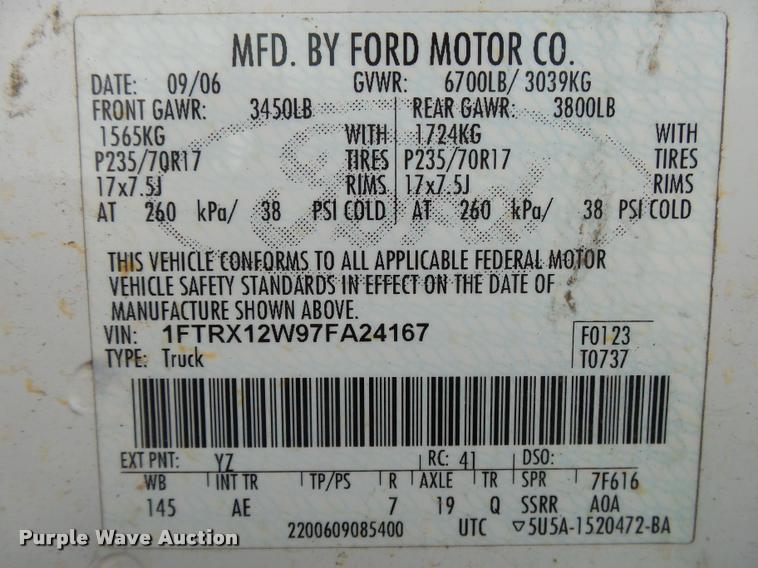 MFD. BY FORD MOTOR CO.
DATE: 09/06 GVWR: 6700LB/ 3039KG
FRONT GAWR: 3450LB REAR GAWR: 3800LB
1565KG WITH 1724KG WITH
P235/70R17 TIRES P235/70R17 TIRES
17x7.5J RIMS 17x7.5J RIMS
AT 260 kPa/ 38 PSI COLD AT 260 kPa/ 38 PSI COLD
Ford
THIS VEHICLE CONFORMS TO ALL APPLICABLE FEDERAL MOTOR
VEHICLE SAFETY STANDARDS IN EFFECT ON THE DATE OF
MANUFACTURE SHOWN ABOVE.
VIN: 1FTRX12W97FA24167 F0123
TYPE: Truck T0737
EXT PNT: YZ RC: 41 DSO:
WB INT TR TP/PS R AXLE TR SPR 7F616
145 AE 7 19 Q SSRR A0A
2200609085400 UTC ▽5U5A-1520472-BA
Purple Wave Auction